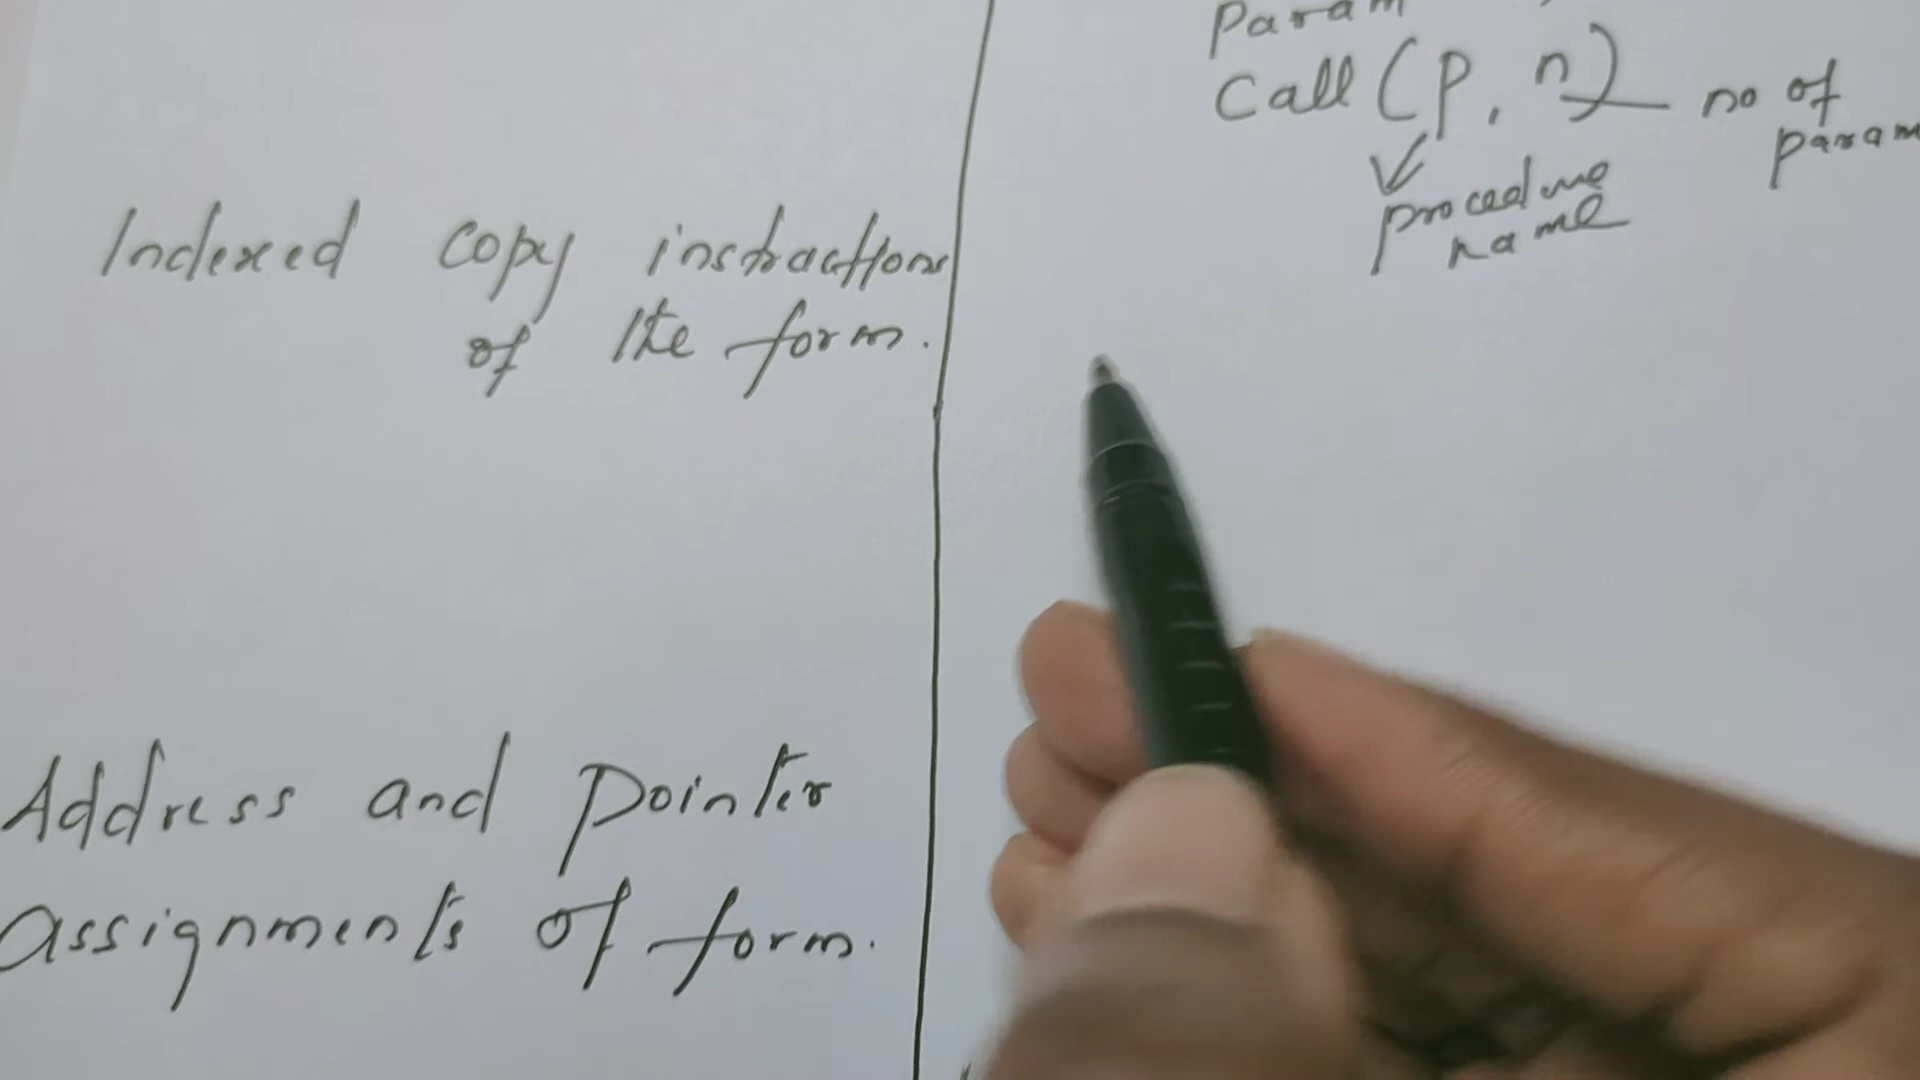 Param
Call (P, n) no of
param
procedure
name
Indexed copy instructions
of the form.
Address and pointer
assignments of form.